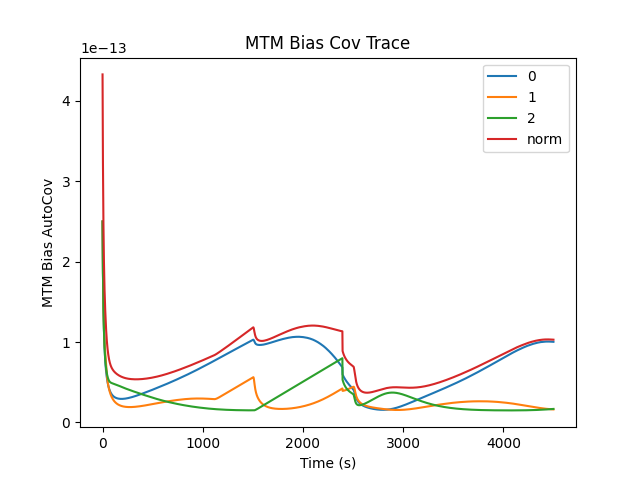 MTM Bias Cov Trace
1e−13
4
3
2
1
0
MTM Bias AutoCov
0
1
2
norm
0
1000
2000
3000
4000
Time (s)